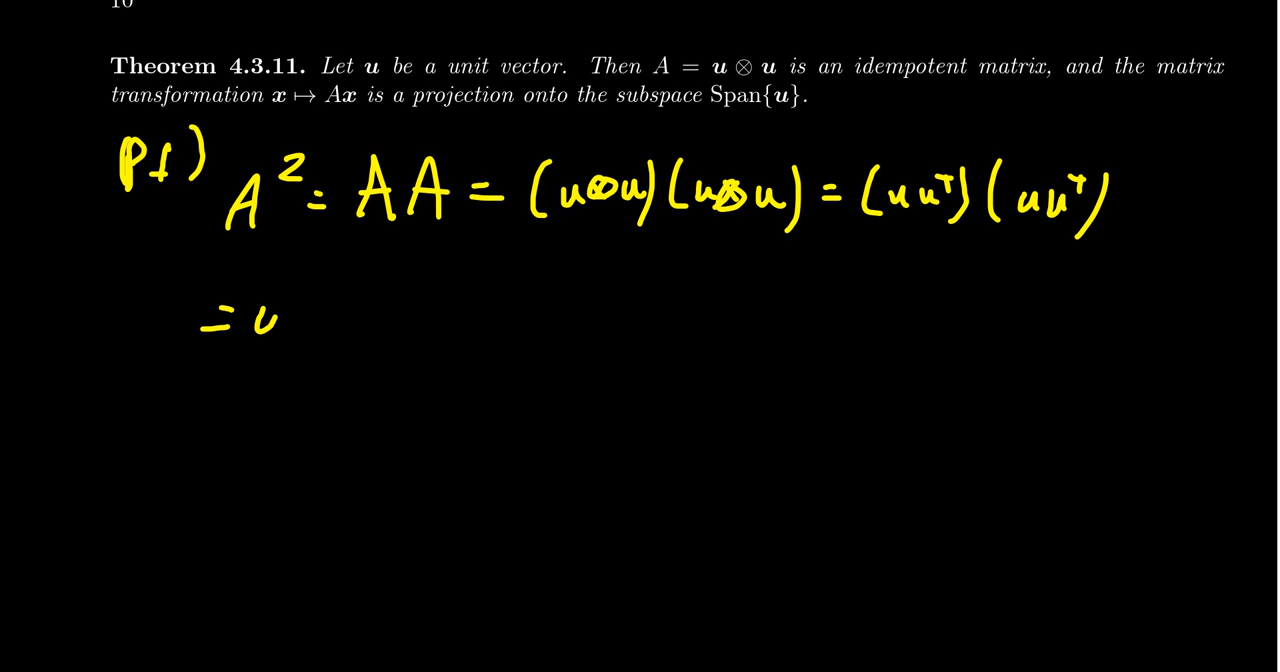 10
Theorem 4.3.11. Let u be a unit vector. Then A = u ⊗ u is an idempotent matrix, and the matrix
transformation x ↦ Ax is a projection onto the subspace Span{u}.
Pf) A² = AA = (u⊗u)(u⊗u) = (uuᵀ)(uuᵀ)
= u